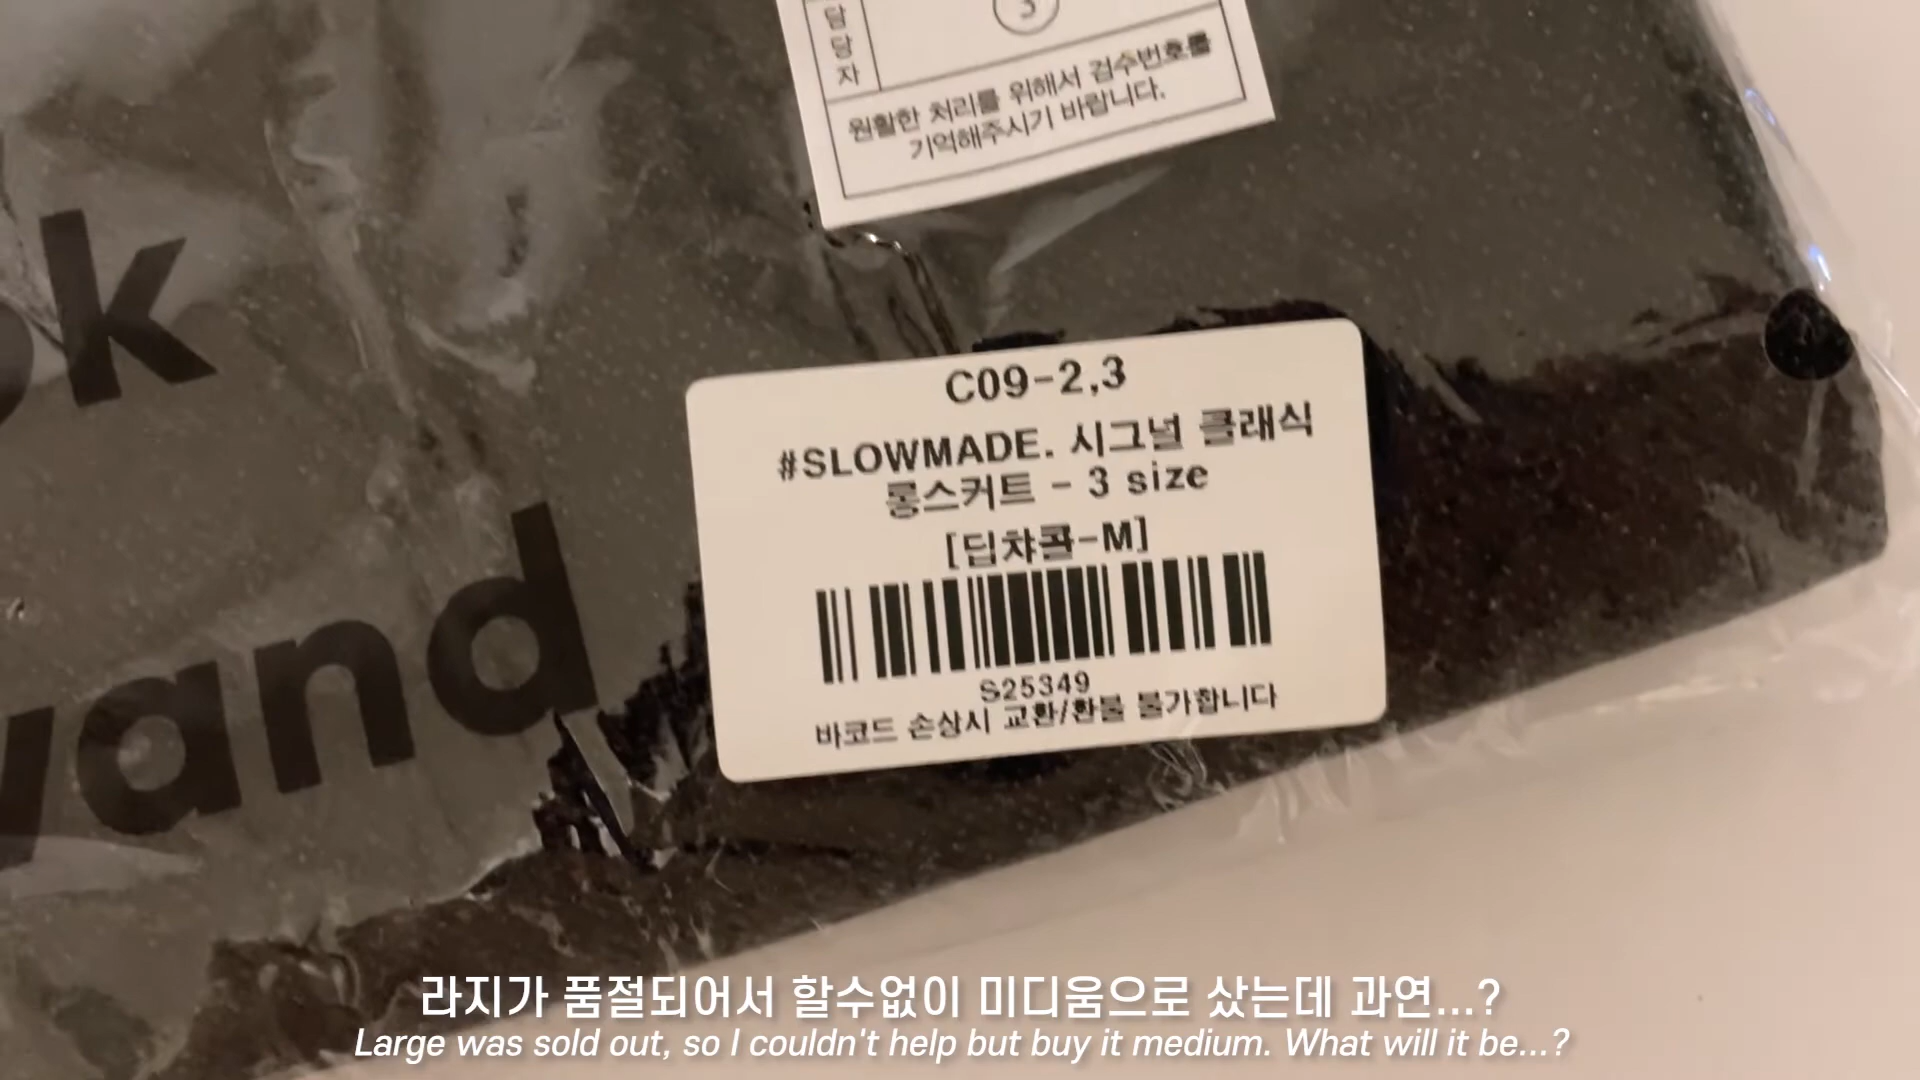 담당자
3
원활한 처리를 위해서 검수번호를
기억해주시기 바랍니다.
k
and
C09-2,3
#SLOWMADE. 시그널 클래식
롱스커트 - 3 size
[딥챠콜-M]
S25349
바코드 손상시 교환/환불 불가합니다
라지가 품절되어서 할수없이 미디움으로 샀는데 과연...?
Large was sold out, so I couldn't help but buy it medium. What will it be...?